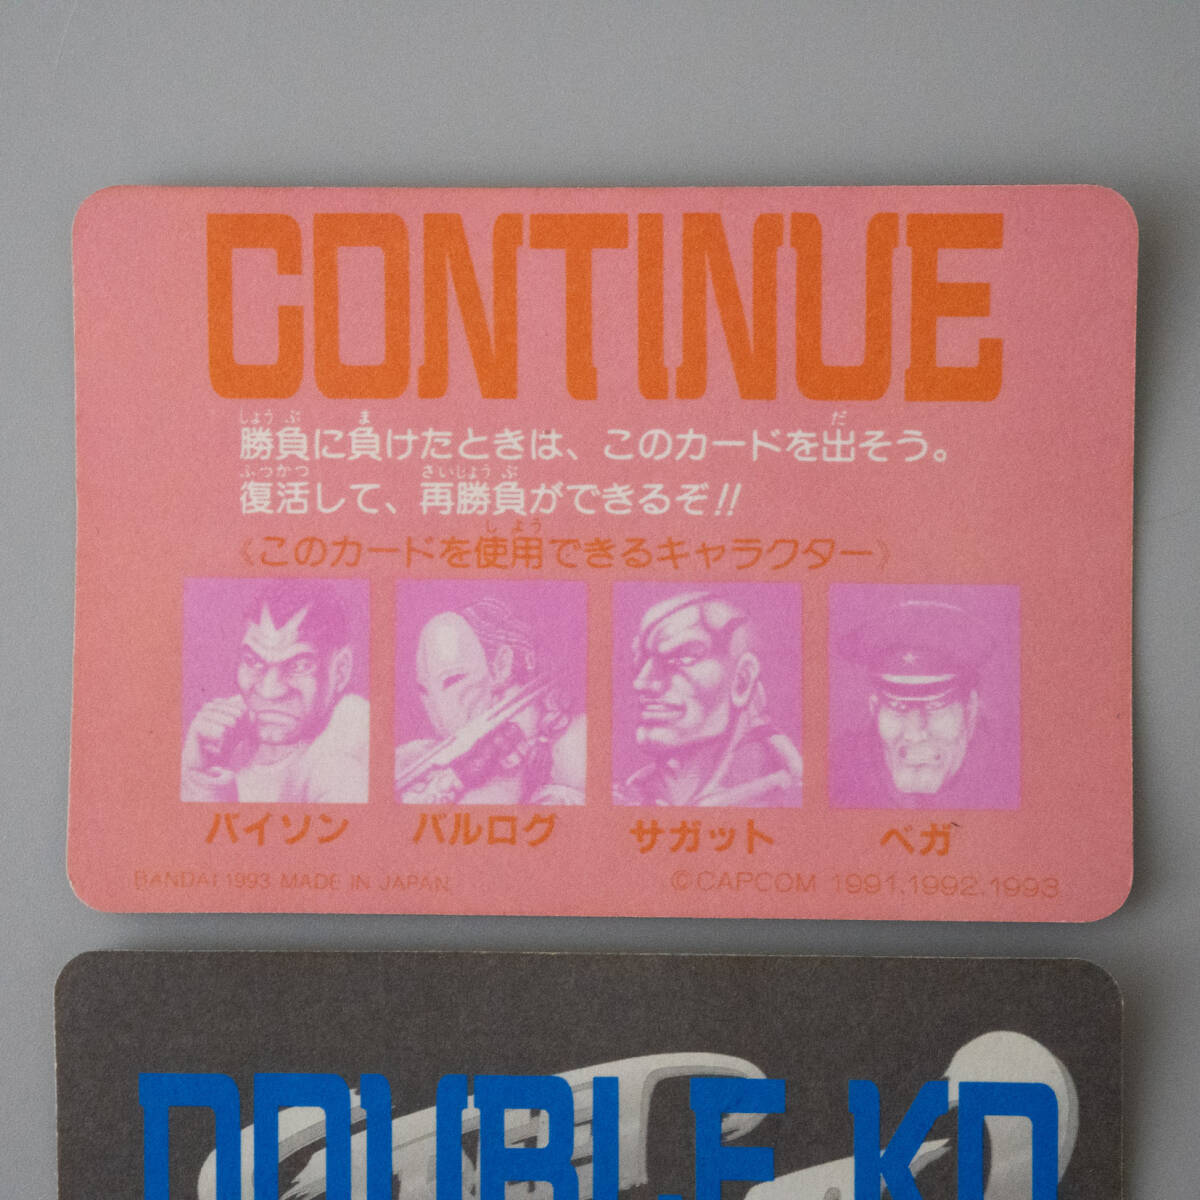 CONTINUE
しょうぶ ま だ
勝負に負けたときは、このカードを出そう。
ふっかつ さいしょうぶ
復活して、再勝負ができるぞ!!
しよう
《このカードを使用できるキャラクター》
バイソン バルログ サガット ベガ
BANDAI 1993 MADE IN JAPAN ©CAPCOM 1991.1992.1993
DOUBLE KO